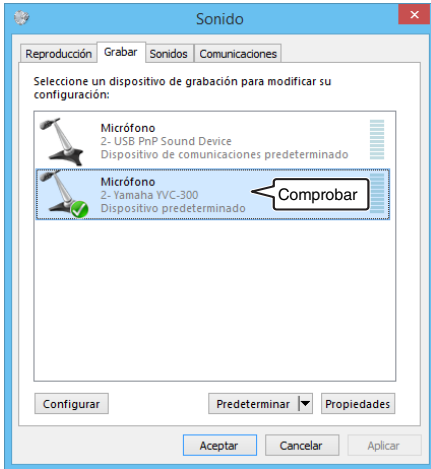 Sonido
Reproducción Grabar Sonidos Comunicaciones
Seleccione un dispositivo de grabación para modificar su
configuración:
Micrófono
2- USB PnP Sound Device
Dispositivo de comunicaciones predeterminado
Micrófono
2- Yamaha YVC-300
Dispositivo predeterminado
Comprobar
Configurar Predeterminar Propiedades
Aceptar Cancelar Aplicar